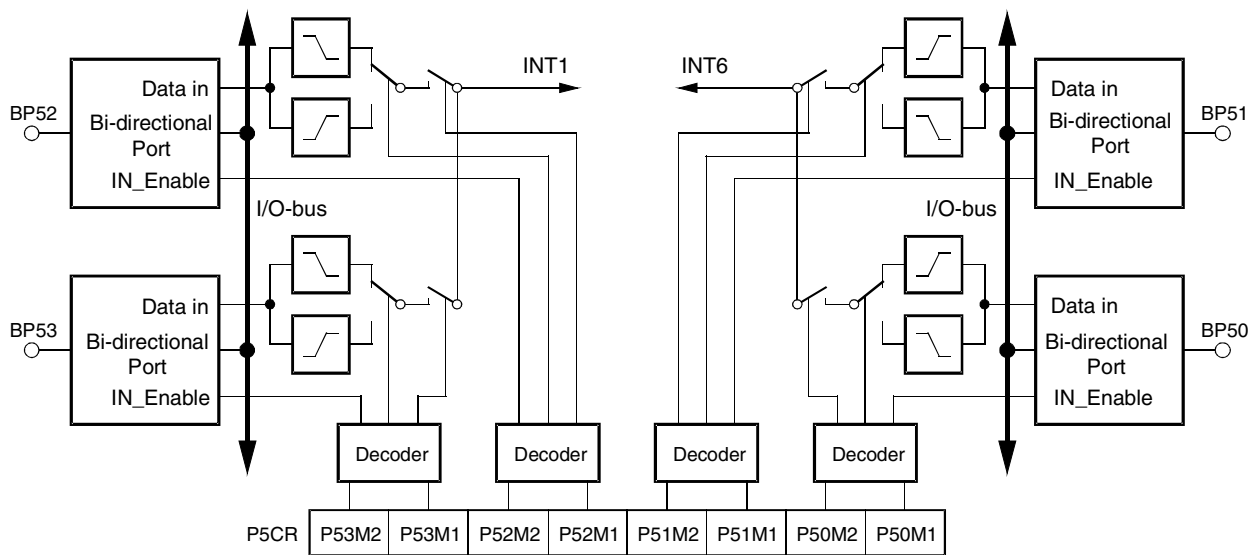 INT1
INT6
BP52
Data in
Bi-directional
Port
IN_Enable
Data in
Bi-directional
Port
IN_Enable
BP51
I/O-bus
I/O-bus
BP53
Data in
Bi-directional
Port
IN_Enable
Data in
Bi-directional
Port
IN_Enable
BP50
Decoder
Decoder
Decoder
Decoder
P5CR
P53M2
P53M1
P52M2
P52M1
P51M2
P51M1
P50M2
P50M1